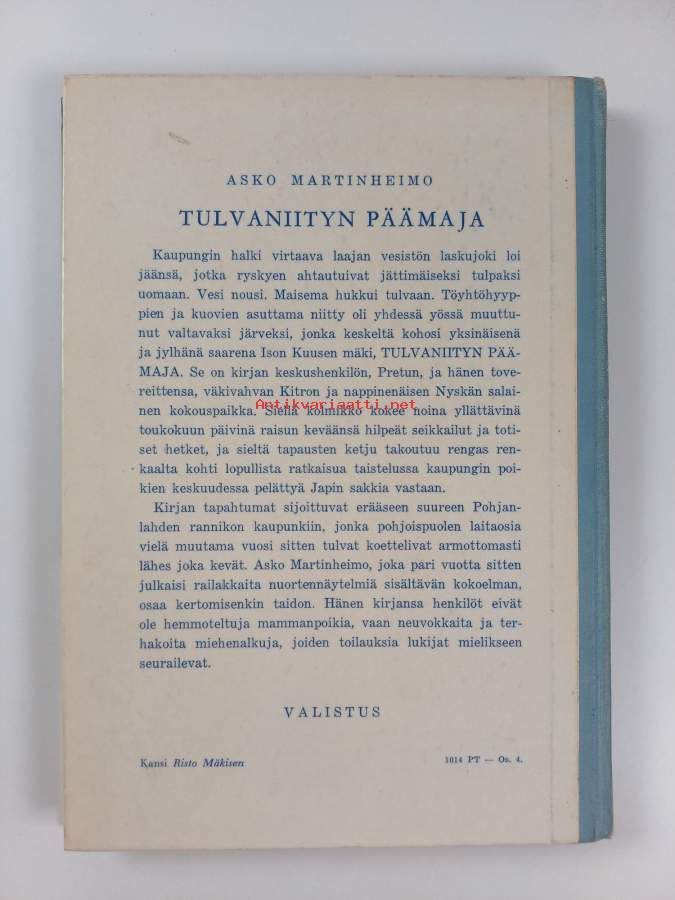 ASKO MARTINHEIMO
TULVANIITYN PÄÄMAJA
Kaupungin halki virtaava laajan vesistön laskujoki loi
jäänsä, jotka ryskyen ahtautuivat jättimäiseksi tulpaksi
uomaan. Vesi nousi. Maisema hukkui tulvaan. Töyhtöhyyp-
pien ja kuovien asuttama niitty oli yhdessä yössä muuttu-
nut valtavaksi järveksi, jonka keskeltä kohosi yksinäisenä
ja jylhänä saarena Ison Kuusen mäki, TULVANIITYN PÄÄ-
MAJA. Se on kirjan keskushenkilön, Pretun, ja hänen tove-
reittensa, väkivahvan Kitron ja nappinenäisen Nyskän salai-
nen kokouspaikka. Siellä kolmikko kokee noina yllättävinä
Antikvariaatti.net
toukokuun päivinä raisun keväänsä hilpeät seikkailut ja toti-
set hetket, ja sieltä tapausten ketju takoutuu rengas ren-
kaalta kohti lopullista ratkaisua taistelussa kaupungin poi-
kien keskuudessa pelättyä Japin sakkia vastaan.
Kirjan tapahtumat sijoittuvat erääseen suureen Pohjan-
lahden rannikon kaupunkiin, jonka pohjoispuolen laitaosia
vielä muutama vuosi sitten tulvat koettelivat armottomasti
lähes joka kevät. Asko Martinheimo, joka pari vuotta sitten
julkaisi railakkaita nuortennäytelmiä sisältävän kokoelman,
osaa kertomisenkin taidon. Hänen kirjansa henkilöt eivät
ole hemmoteltuja mammanpoikia, vaan neuvokkaita ja ter-
hakoita miehenalkuja, joiden toilauksia lukijat mielikseen
seurailevat.
VALISTUS
Kansi Risto Mäkisen
1014 PT — Os. 4.